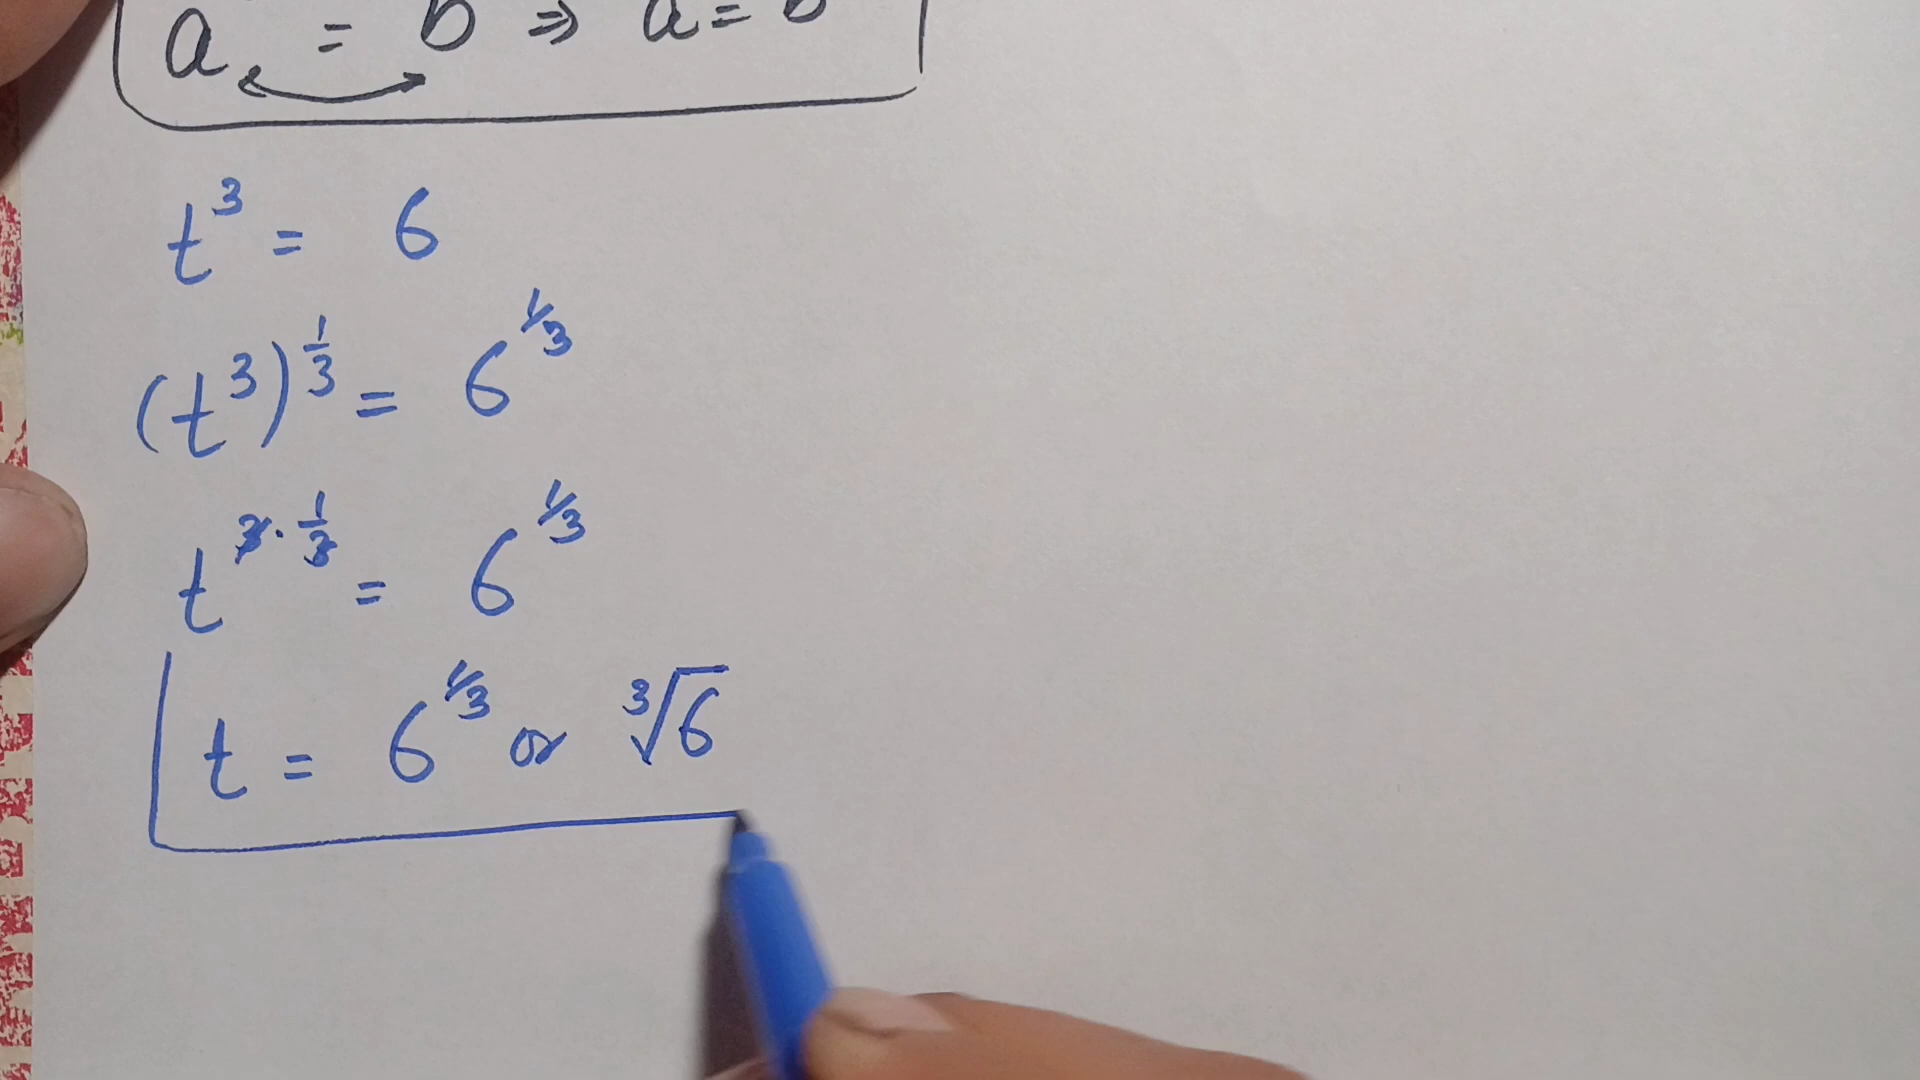 a = b ⇒ a = b
t³ = 6
(t³)^(1/3) = 6^(1/3)
t^(3·1/3) = 6^(1/3)
t = 6^(1/3) or ∛6